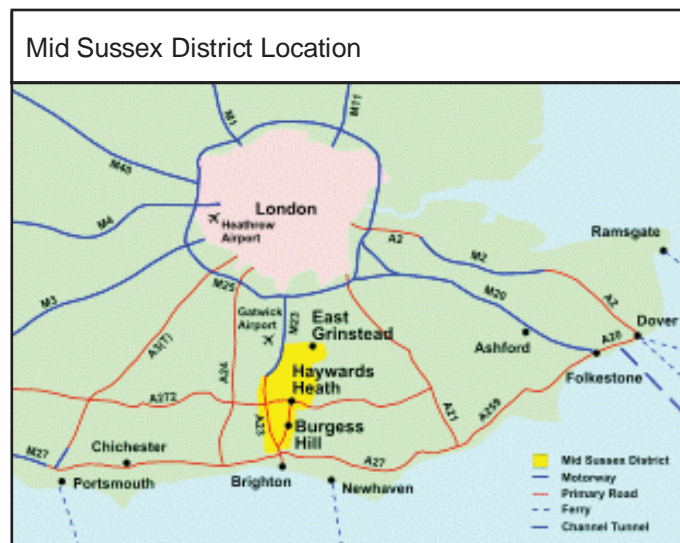 Mid Sussex District Location
M1
M11
M40
London
M4
Heathrow
Airport
A2
M2
Ramsgate
M3
M25
M20
A2
Gatwick
Airport
M23
East
Grinstead
Dover
A3(T)
A24
Ashford
A20
Haywards
Heath
Folkestone
A272
A23
A21
A259
Burgess
Hill
M27
Chichester
A27
Portsmouth
Brighton
Newhaven
Mid Sussex District
Motorway
Primary Road
Ferry
Channel Tunnel